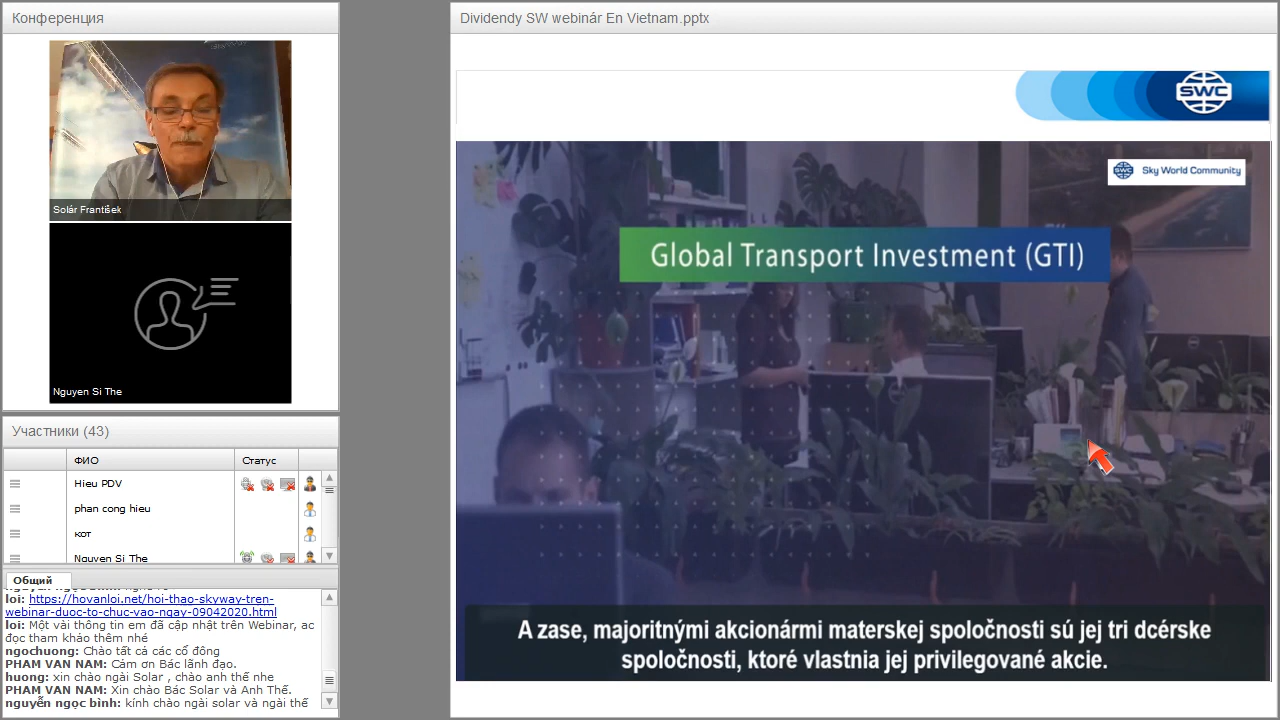 Конференция
Solár František
Nguyen Si The
Участники (43)
ФИО Статус
Hieu PDV
phan cong hieu
кот
Nguyen Si The
Общий
loi: https://hovanloi.net/hoi-thao-skyway-tren-
webinar-duoc-to-chuc-vao-ngay-09042020.html
loi: Một vài thông tin em đã cập nhật trên Webinar, ac
đọc tham khảo thêm nhé
ngochuong: Chào tất cả các cổ đông
PHAM VAN NAM: Cám ơn Bác lãnh đạo.
huong: xin chào ngài Solar , chào anh thế nhe
PHAM VAN NAM: Xin chào Bác Solar và Anh Thế.
nguyễn ngọc bình: kính chào ngài solar và ngài thế
Dividendy SW webinár En Vietnam.pptx
SWC
SWC Sky World Community
Global Transport Investment (GTI)
A zase, majoritnými akcionármi materskej spoločnosti sú jej tri dcérske
spoločnosti, ktoré vlastnia jej privilegované akcie.